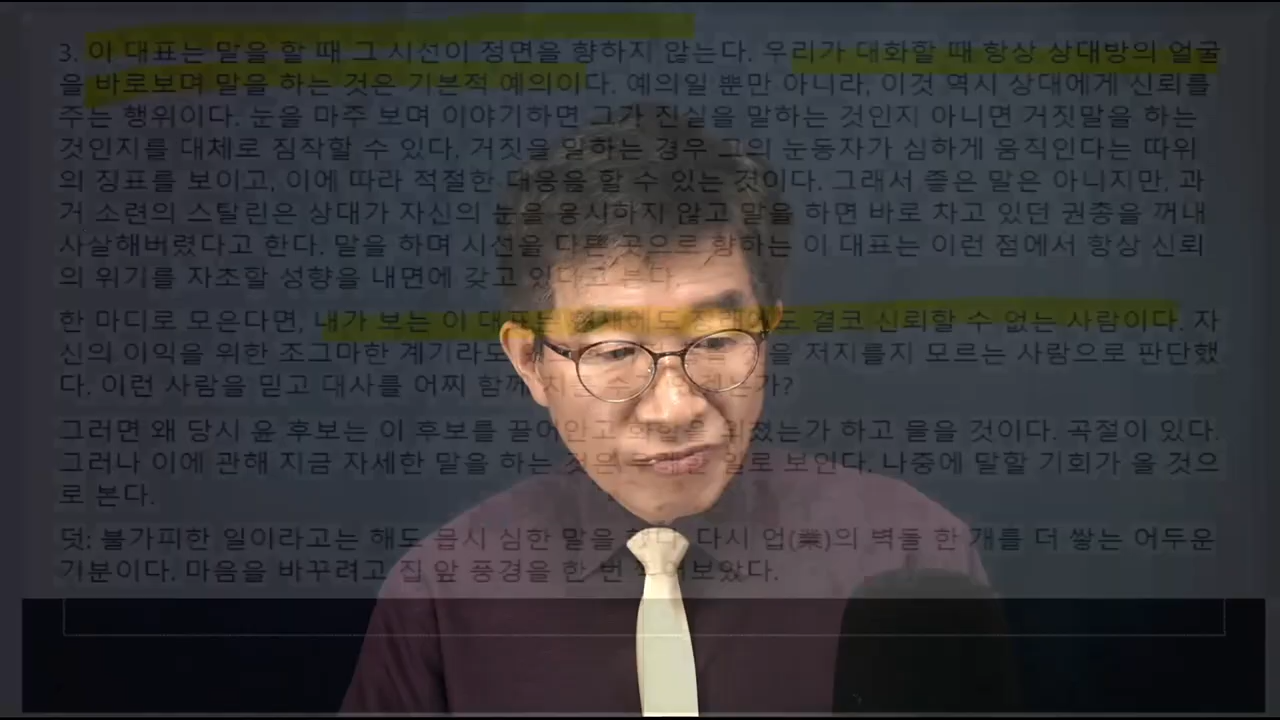 3. 이 대표는 말을 할 때 그 시선이 정면을 향하지 않는다. 우리가 대화할 때 항상 상대방의 얼굴
을 바로보며 말을 하는 것은 기본적 예의이다. 예의일 뿐만 아니라, 이것 역시 상대에게 신뢰를
주는 행위이다. 눈을 마주 보며 이야기하면 그가 진실을 말하는 것인지 아니면 거짓말을 하는
것인지를 대체로 짐작할 수 있다. 거짓을 말하는 경우 그의 눈동자가 심하게 움직인다는 따위
의 징표를 보이고, 이에 따라 적절한 대응을 할 수 있는 것이다. 그래서 좋은 말은 아니지만, 과
거 소련의 스탈린은 상대가 자신의 눈을 응시하지 않고 말을 하면 바로 차고 있던 권총을 꺼내
사살해버렸다고 한다. 말을 하며 시선을 다른 곳으로 향하는 이 대표는 이런 점에서 항상 신뢰
의 위기를 자초할 성향을 내면에 갖고 있다고 본다.
한 마디로 모은다면, 내가 보는 이 대표는 결코 신뢰할 수 없는 사람이다. 자
신의 이익을 위한 조그마한 계기라도 을 저지를지 모르는 사람으로 판단했
다. 이런 사람을 믿고 대사를 어찌 함께
그러면 왜 당시 윤 후보는 이 후보를 끌어안고 하고 물을 것이다. 곡절이 있다.
그러나 이에 관해 지금 자세한 말을 하는 것은 일로 보인다. 나중에 말할 기회가 올 것으
로 본다.
덧: 불가피한 일이라고는 해도 몹시 심한 말을 했다. 다시 업(業)의 벽돌 한 개를 더 쌓는 어두운
기분이다. 마음을 바꾸려고 집 앞 풍경을 한 번